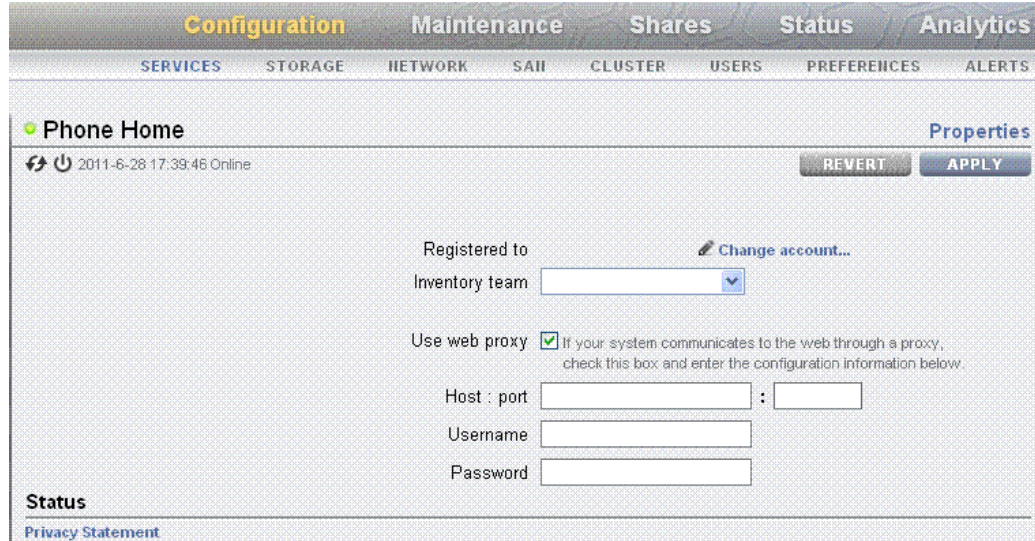 Configuration Maintenance Shares Status Analytics
SERVICES STORAGE NETWORK SAN CLUSTER USERS PREFERENCES ALERTS
Phone Home Properties
2011-6-28 17:39:46 Online REVERT APPLY
Registered to Change account...
Inventory team
Use web proxy If your system communicates to the web through a proxy,
check this box and enter the configuration information below.
Host : port :
Username
Password
Status
Privacy Statement